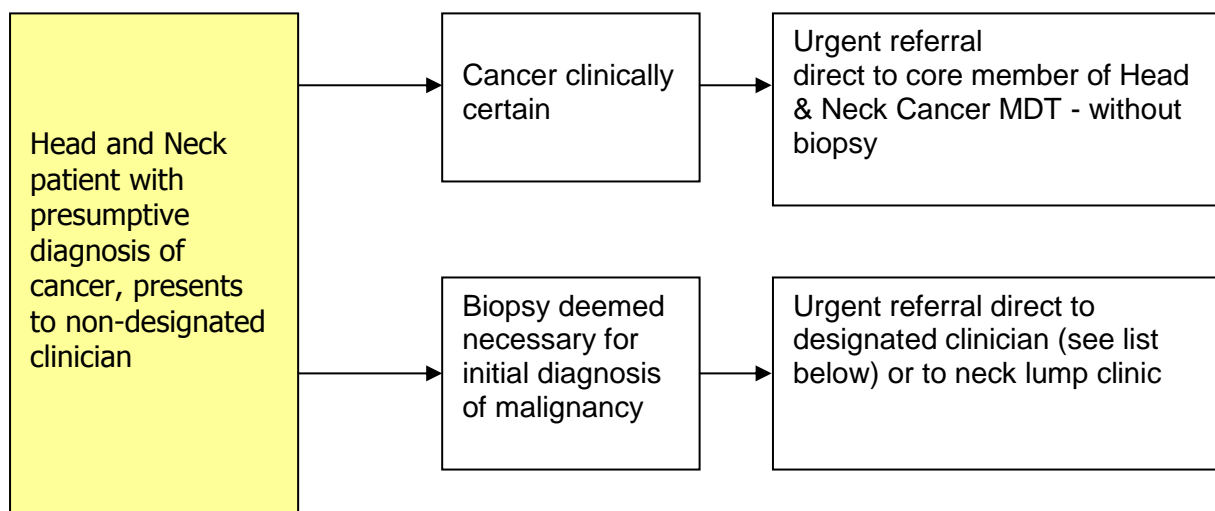 Head and Neck
patient with
presumptive
diagnosis of
cancer, presents
to non-designated
clinician
Cancer clinically
certain
Urgent referral
direct to core member of Head
& Neck Cancer MDT - without
biopsy
Biopsy deemed
necessary for
initial diagnosis
of malignancy
Urgent referral direct to
designated clinician (see list
below) or to neck lump clinic